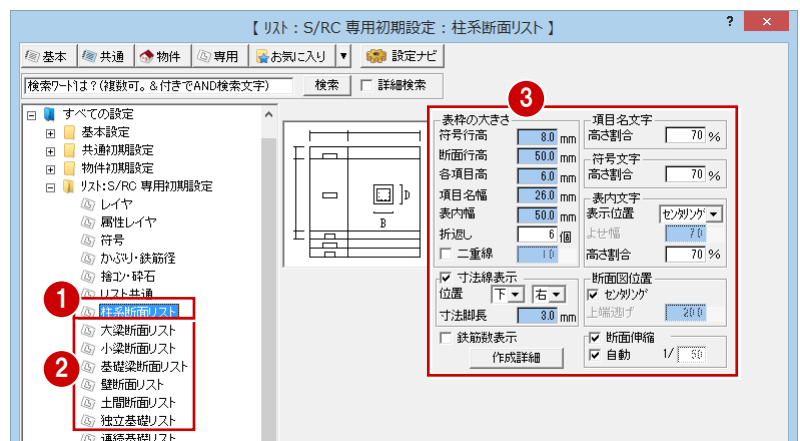 【 ﾘｽﾄ：S/RC 専用初期設定：柱系断面リスト 】 ? ×
基本 共通 物件 専用 お気に入り ▼ 設定ナビ
検索ﾜｰﾄﾞは？(複数可。&付きでAND検索文字) 検索 詳細検索
すべての設定
基本設定
共通初期設定
物件初期設定
ﾘｽﾄ:S/RC 専用初期設定
レイヤ
属性レイヤ
符号
かぶり・鉄筋径
捨コン・砕石
リスト共通
1
柱系断面リスト
2
大梁断面リスト
小梁断面リスト
基礎梁断面リスト
壁断面リスト
土間断面リスト
独立基礎リスト
連続基礎リスト
D
B
3
表枠の大きさ
符号行高 8.0 mm
断面行高 50.0 mm
各項目高 6.0 mm
項目名幅 26.0 mm
表内幅 50.0 mm
折返し 6 個
二重線 1.0
寸法線表示
位置 下 ▼ 右 ▼
寸法脚長 3.0 mm
鉄筋数表示
作成詳細
項目名文字
高さ割合 70 %
符号文字
高さ割合 70 %
表内文字
表示位置 ｾﾝﾀﾘﾝｸﾞ ▼
よせ幅 7.0
高さ割合 70 %
断面図位置
ｾﾝﾀﾘﾝｸﾞ
上端逃げ 20.0
断面伸縮
自動 1/ 50